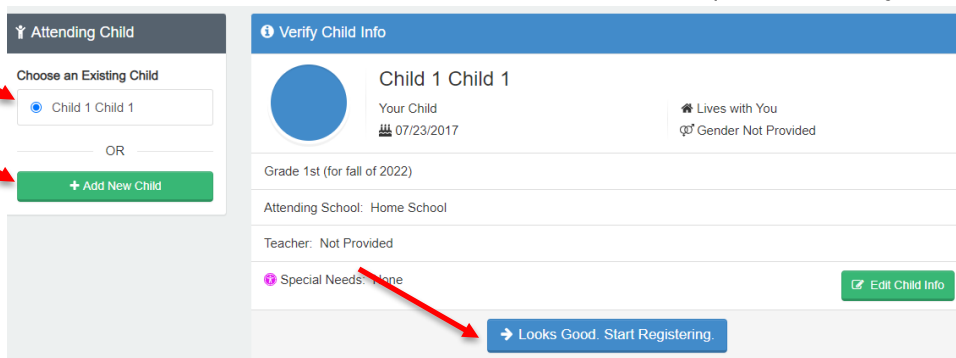 Attending Child
Choose an Existing Child
Child 1 Child 1
OR
+ Add New Child
Verify Child Info
Child 1 Child 1
Your Child
07/23/2017
Lives with You
Gender Not Provided
Grade 1st (for fall of 2022)
Attending School: Home School
Teacher: Not Provided
Special Needs: None
Edit Child Info
Looks Good. Start Registering.